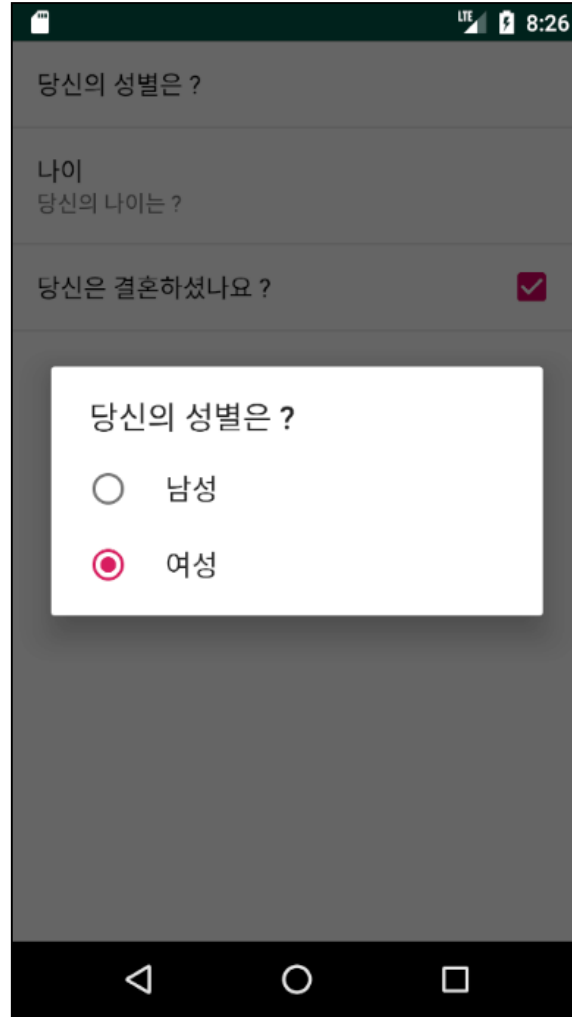 LTE 8:26
당신의 성별은 ?
나이
당신의 나이는 ?
당신은 결혼하셨나요 ?
당신의 성별은 ?
남성
여성